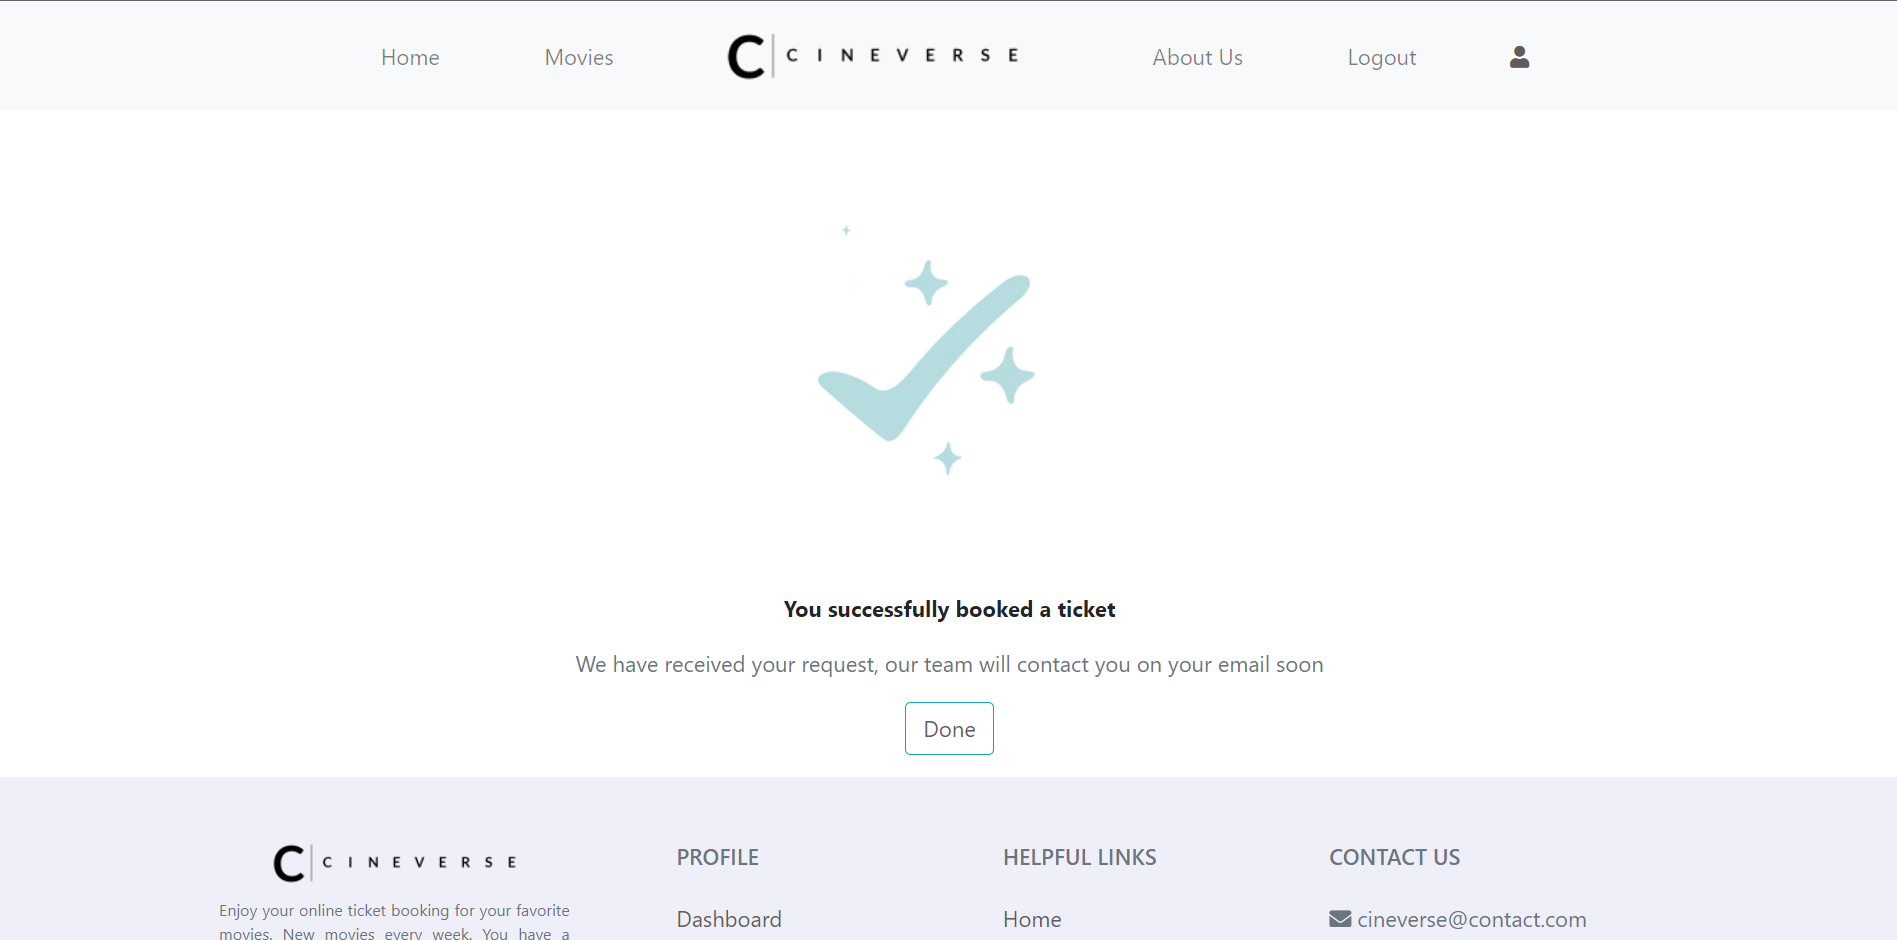 Home
Movies
C | CINEVERSE
About Us
Logout
You successfully booked a ticket
We have received your request, our team will contact you on your email soon
Done
C | CINEVERSE
Enjoy your online ticket booking for your favorite
movies. New movies every week. You have a
PROFILE
Dashboard
HELPFUL LINKS
Home
CONTACT US
cineverse@contact.com